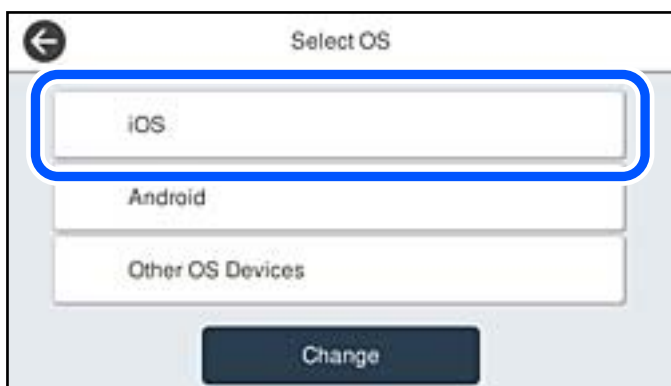 Select OS
iOS
Android
Other OS Devices
Change